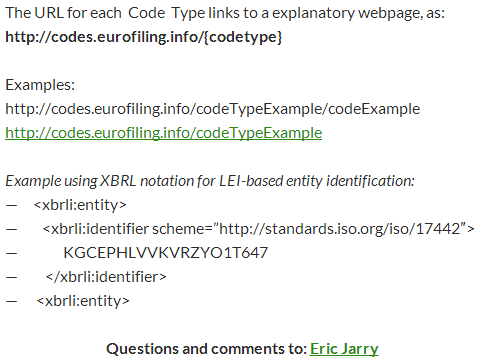 The URL for each Code Type links to a explanatory webpage, as:
http://codes.eurofiling.info/{codetype}
Examples:
http://codes.eurofiling.info/codeTypeExample/codeExample
http://codes.eurofiling.info/codeTypeExample
Example using XBRL notation for LEI-based entity identification:
— <xbrli:entity>
— <xbrli:identifier scheme=”http://standards.iso.org/iso/17442″>
— KGCEPHLVVKVRZYO1T647
— </xbrli:identifier>
— <xbrli:entity>
Questions and comments to: Eric Jarry